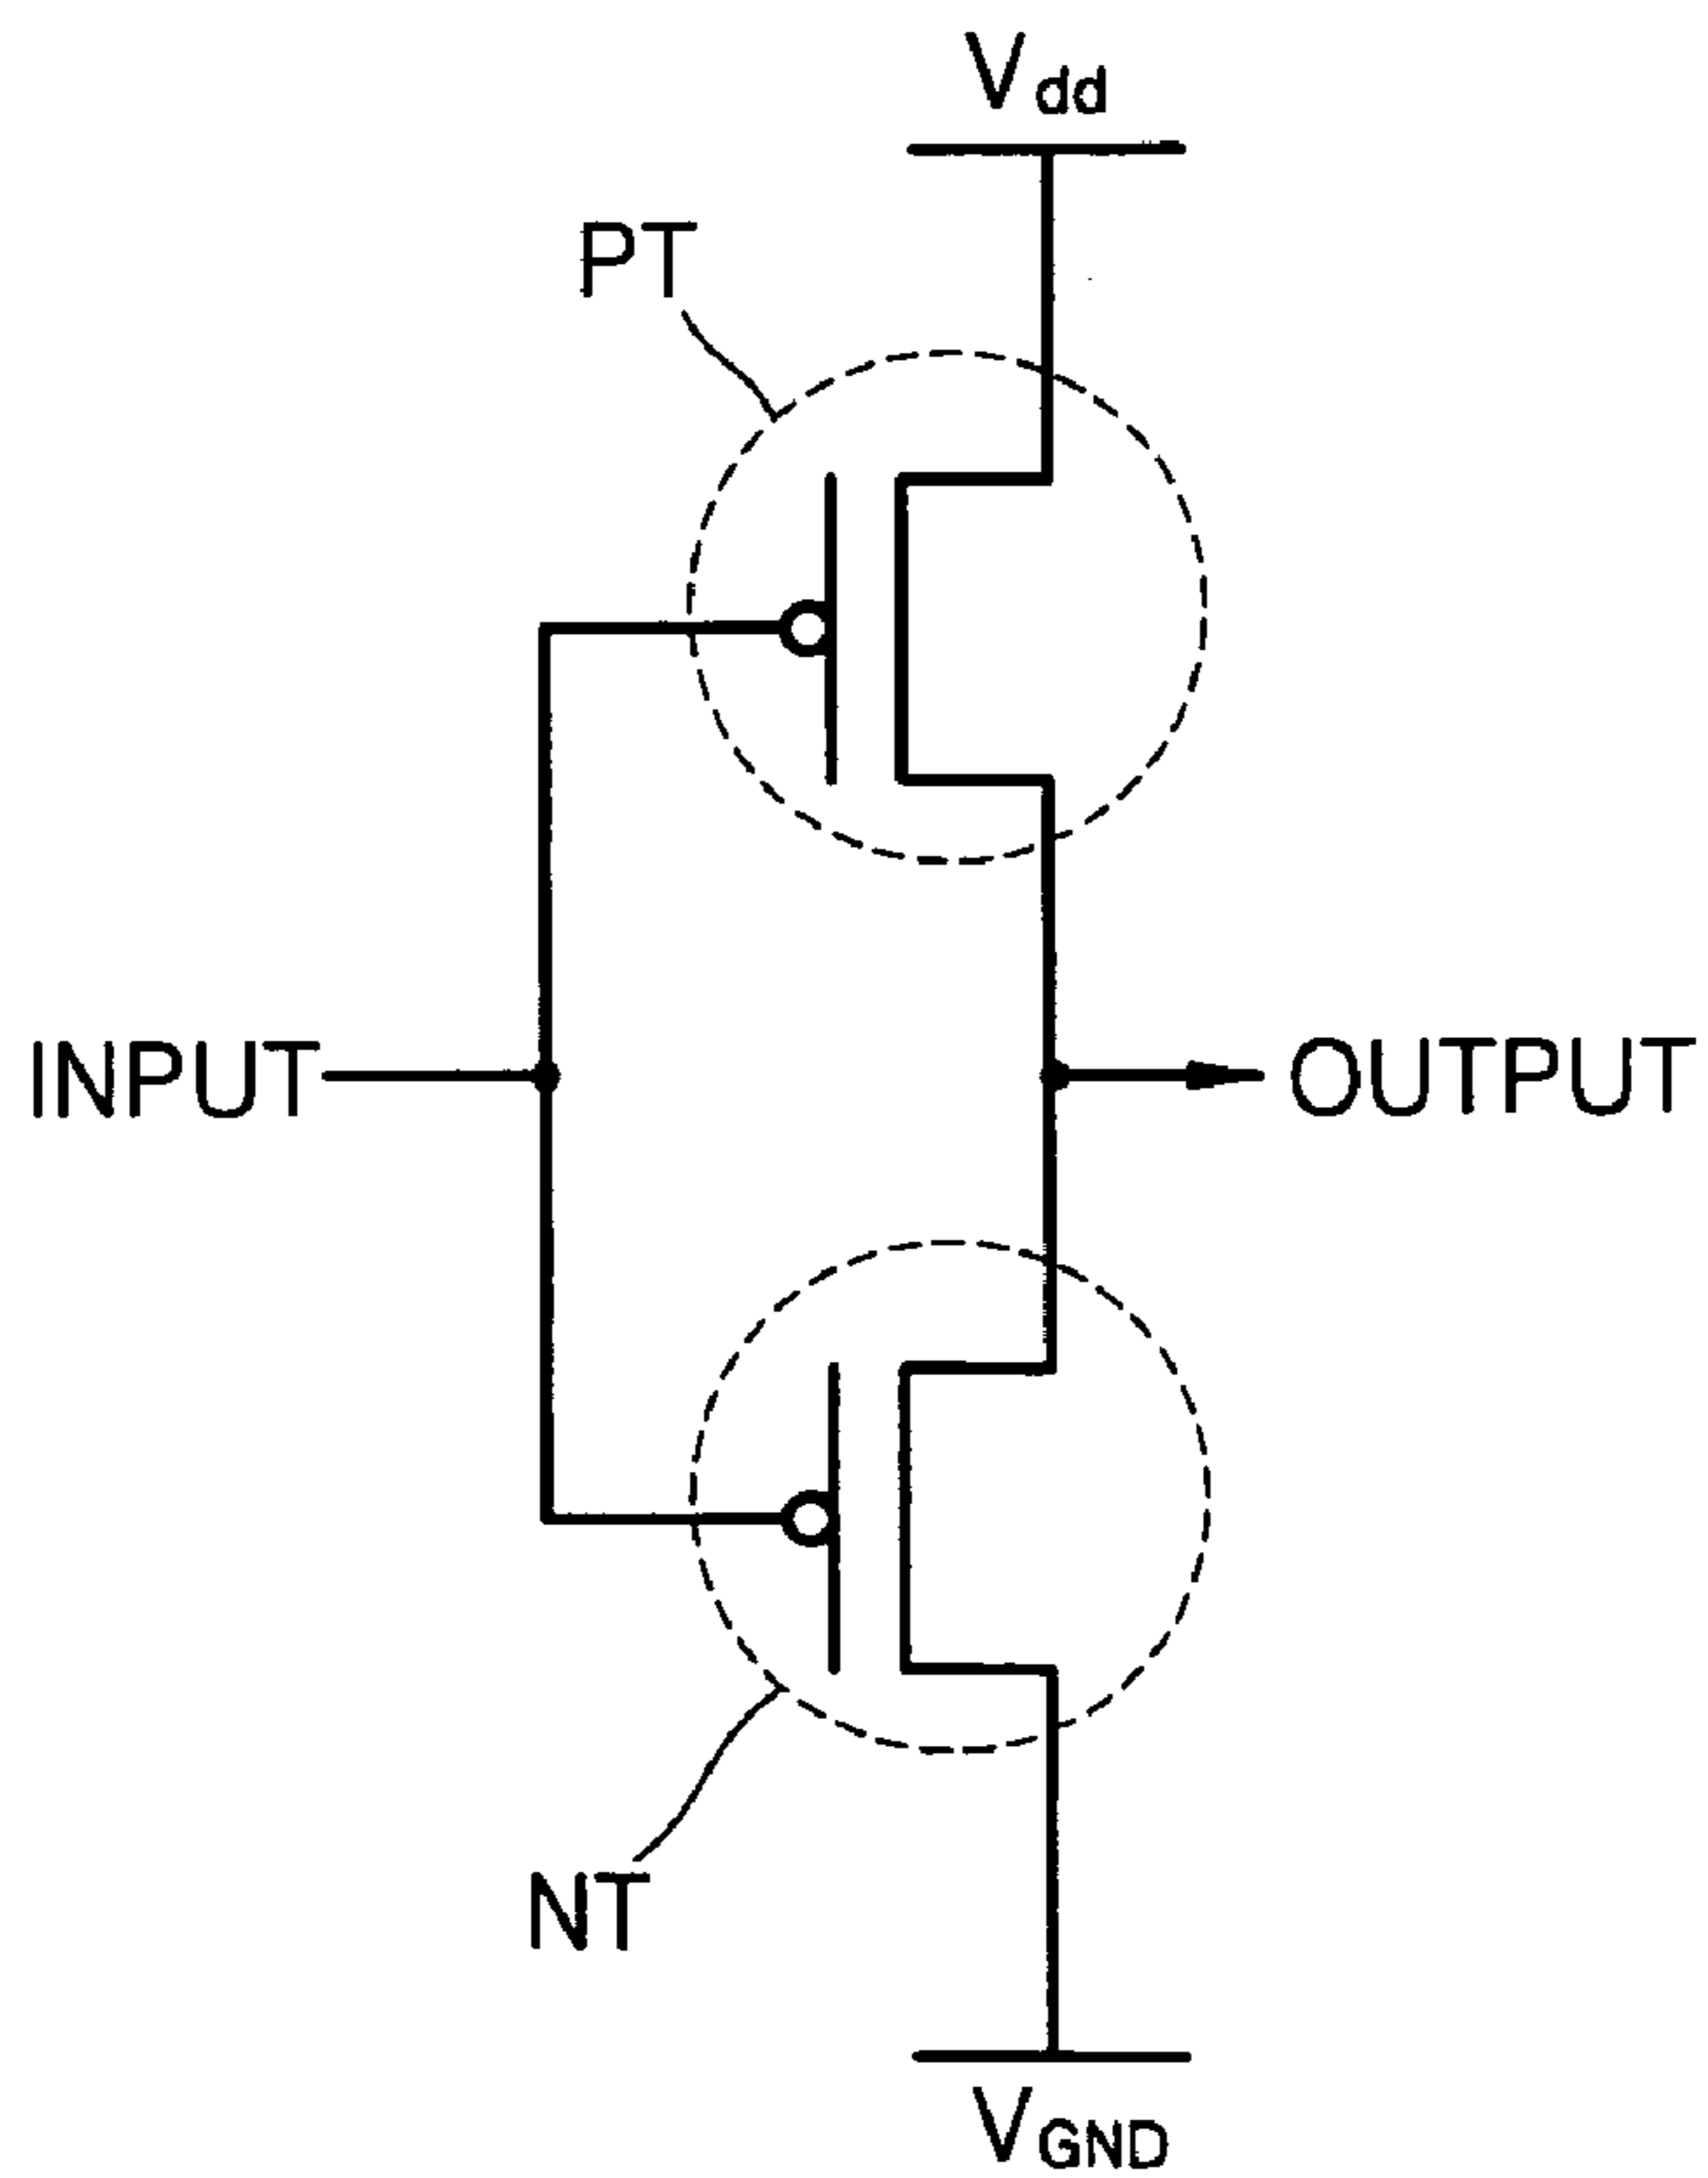 Vdd
PT
INPUT
OUTPUT
NT
VGND